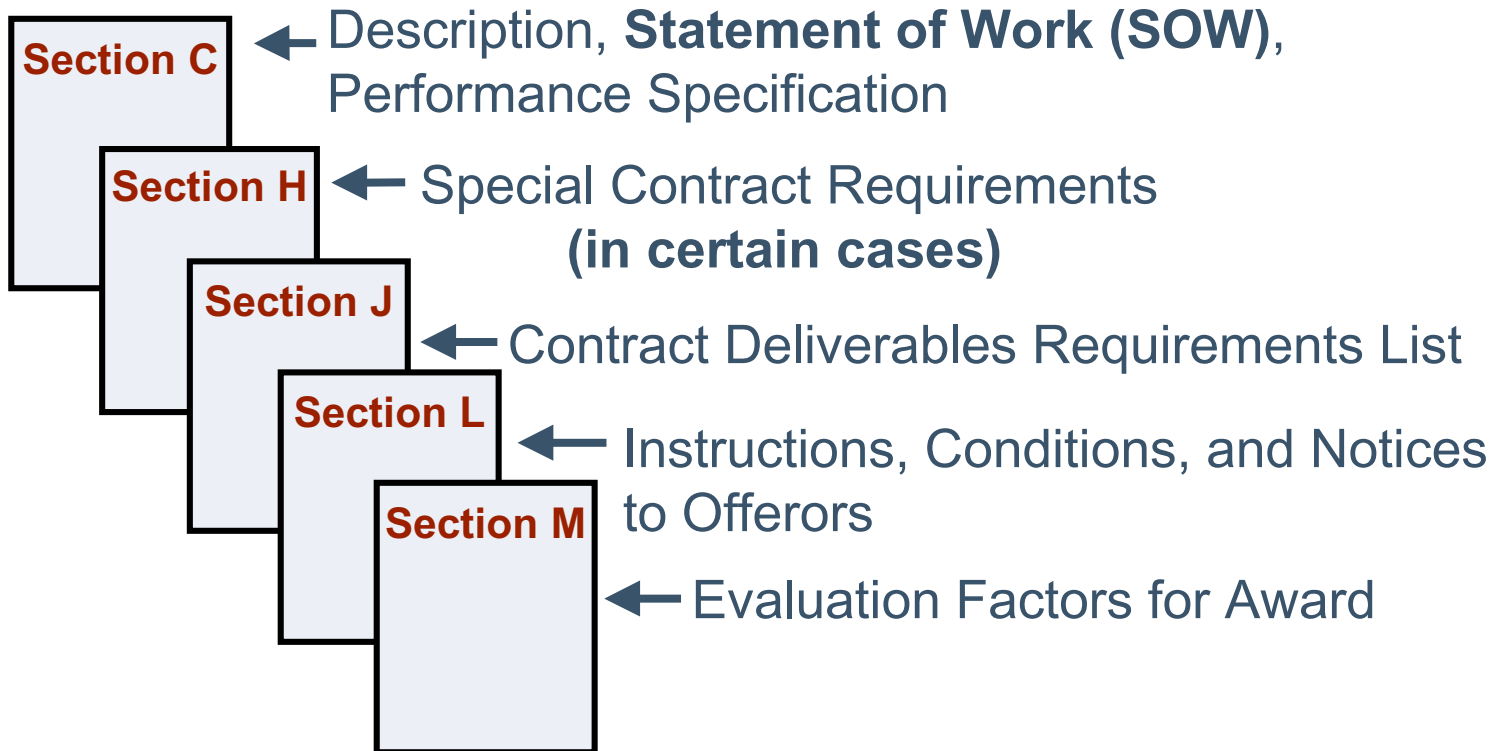 Section C
Description, Statement of Work (SOW),
Performance Specification
Section H
Special Contract Requirements
(in certain cases)
Section J
Contract Deliverables Requirements List
Section L
Instructions, Conditions, and Notices
to Offerors
Section M
Evaluation Factors for Award